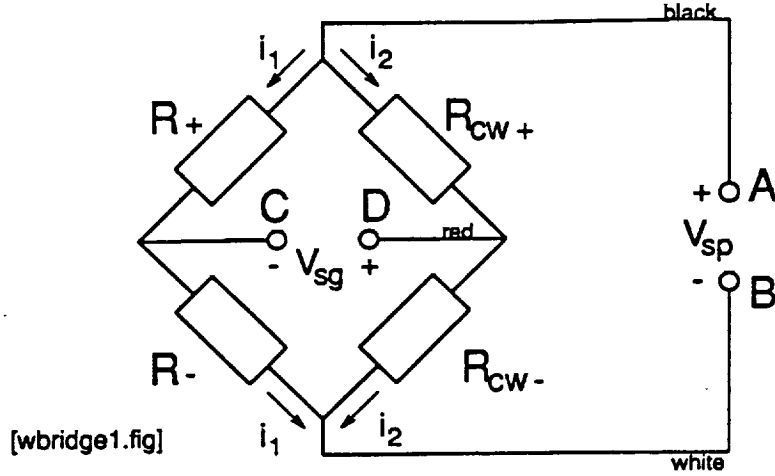 black
i1 i2
R+ Rcw+
C D + A
red
- Vsg + Vsp
- B
R- Rcw-
i1 i2
[wbridge1.fig]
white